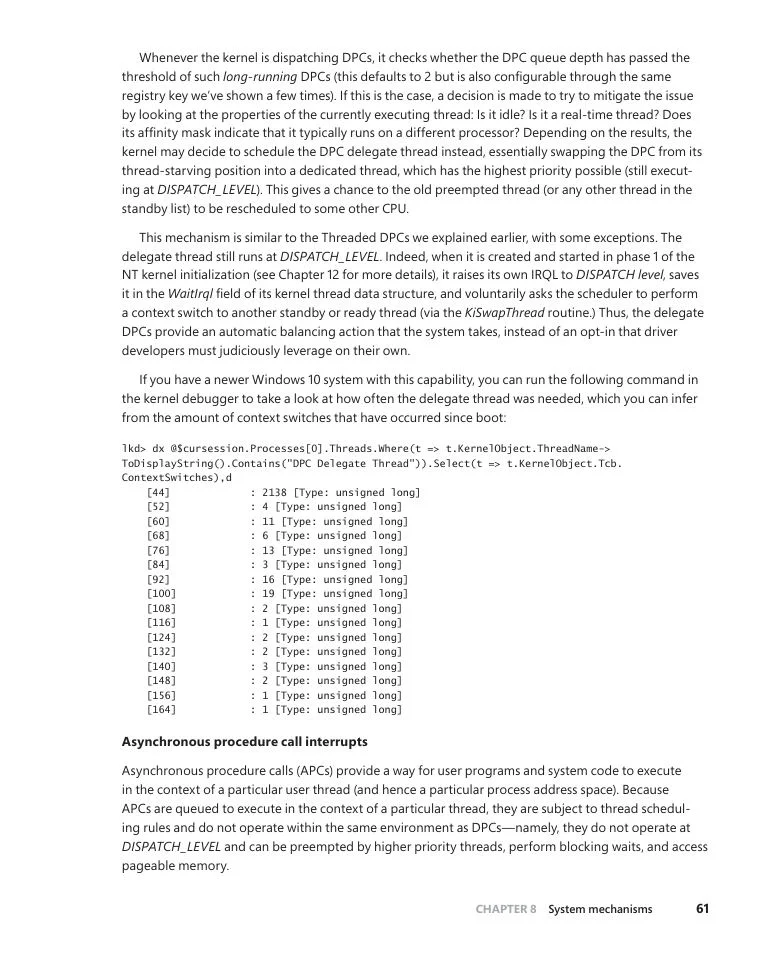 Whenever the kernel is dispatching DPCs, it checks whether the DPC queue depth has passed the
threshold of such long-running DPCs (this defaults to 2 but is also configurable through the same
registry key we’ve shown a few times). If this is the case, a decision is made to try to mitigate the issue
by looking at the properties of the currently executing thread: Is it idle? Is it a real-time thread? Does
its affinity mask indicate that it typically runs on a different processor? Depending on the results, the
kernel may decide to schedule the DPC delegate thread instead, essentially swapping the DPC from its
thread-starving position into a dedicated thread, which has the highest priority possible (still execut-
ing at DISPATCH_LEVEL). This gives a chance to the old preempted thread (or any other thread in the
standby list) to be rescheduled to some other CPU.
This mechanism is similar to the Threaded DPCs we explained earlier, with some exceptions. The
delegate thread still runs at DISPATCH_LEVEL. Indeed, when it is created and started in phase 1 of the
NT kernel initialization (see Chapter 12 for more details), it raises its own IRQL to DISPATCH level, saves
it in the WaitIrql field of its kernel thread data structure, and voluntarily asks the scheduler to perform
a context switch to another standby or ready thread (via the KiSwapThread routine.) Thus, the delegate
DPCs provide an automatic balancing action that the system takes, instead of an opt-in that driver
developers must judiciously leverage on their own.
If you have a newer Windows 10 system with this capability, you can run the following command in
the kernel debugger to take a look at how often the delegate thread was needed, which you can infer
from the amount of context switches that have occurred since boot:
lkd> dx @$cursession.Processes[0].Threads.Where(t => t.KernelObject.ThreadName->
ToDisplayString().Contains("DPC Delegate Thread")).Select(t => t.KernelObject.Tcb.
ContextSwitches),d
[44] : 2138 [Type: unsigned long]
[52] : 4 [Type: unsigned long]
[60] : 11 [Type: unsigned long]
[68] : 6 [Type: unsigned long]
[76] : 13 [Type: unsigned long]
[84] : 3 [Type: unsigned long]
[92] : 16 [Type: unsigned long]
[100] : 19 [Type: unsigned long]
[108] : 2 [Type: unsigned long]
[116] : 1 [Type: unsigned long]
[124] : 2 [Type: unsigned long]
[132] : 2 [Type: unsigned long]
[140] : 3 [Type: unsigned long]
[148] : 2 [Type: unsigned long]
[156] : 1 [Type: unsigned long]
[164] : 1 [Type: unsigned long]
Asynchronous procedure call interrupts
Asynchronous procedure calls (APCs) provide a way for user programs and system code to execute
in the context of a particular user thread (and hence a particular process address space). Because
APCs are queued to execute in the context of a particular thread, they are subject to thread schedul-
ing rules and do not operate within the same environment as DPCs—namely, they do not operate at
DISPATCH_LEVEL and can be preempted by higher priority threads, perform blocking waits, and access
pageable memory.
CHAPTER 8 System mechanisms 61